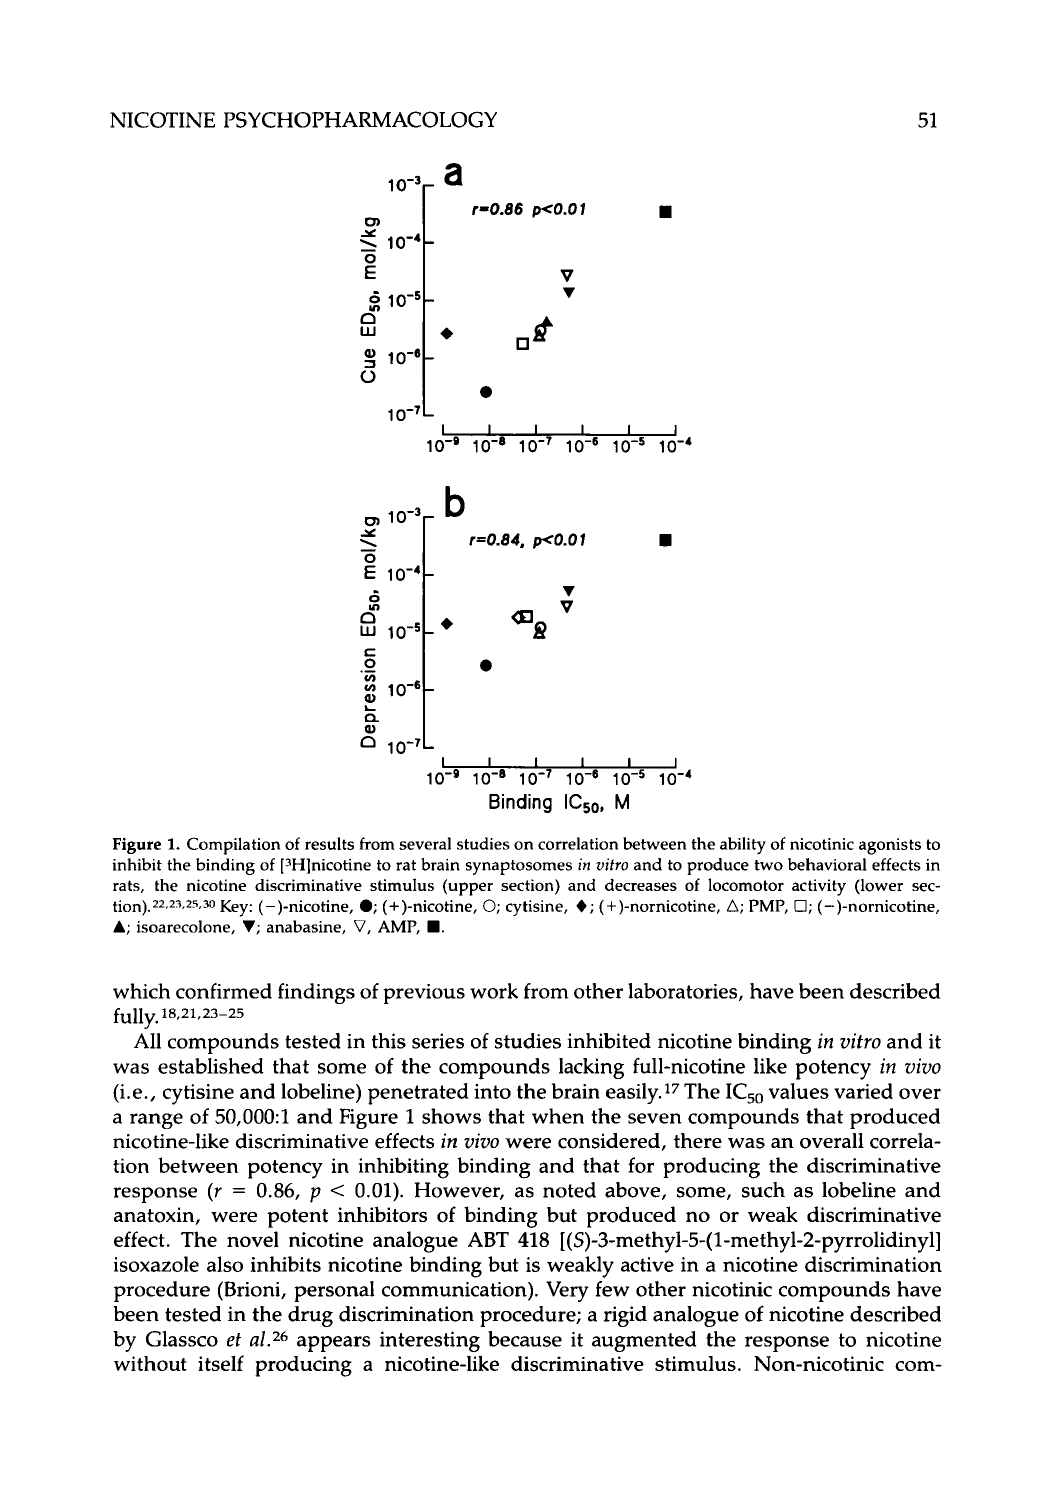 NICOTINE PSYCHOPHARMACOLOGY 51
a
r=0.86 p<0.01
Cue ED50, mol/kg
10⁻³
10⁻⁴
10⁻⁵
10⁻⁶
10⁻⁷
10⁻⁹ 10⁻⁸ 10⁻⁷ 10⁻⁶ 10⁻⁵ 10⁻⁴
b
r=0.84, p<0.01
Depression ED50, mol/kg
10⁻³
10⁻⁴
10⁻⁵
10⁻⁶
10⁻⁷
10⁻⁹ 10⁻⁸ 10⁻⁷ 10⁻⁶ 10⁻⁵ 10⁻⁴
Binding IC50, M
Figure 1. Compilation of results from several studies on correlation between the ability of nicotinic agonists to
inhibit the binding of [³H]nicotine to rat brain synaptosomes in vitro and to produce two behavioral effects in
rats, the nicotine discriminative stimulus (upper section) and decreases of locomotor activity (lower sec-
tion).22,23,25,30 Key: (−)-nicotine, ●; (+)-nicotine, ○; cytisine, ♦; (+)-nornicotine, △; PMP, □; (−)-nornicotine,
▲; isoarecolone, ▼; anabasine, ▽, AMP, ■.
which confirmed findings of previous work from other laboratories, have been described
fully.18,21,23–25
All compounds tested in this series of studies inhibited nicotine binding in vitro and it
was established that some of the compounds lacking full-nicotine like potency in vivo
(i.e., cytisine and lobeline) penetrated into the brain easily.17 The IC50 values varied over
a range of 50,000:1 and Figure 1 shows that when the seven compounds that produced
nicotine-like discriminative effects in vivo were considered, there was an overall correla-
tion between potency in inhibiting binding and that for producing the discriminative
response (r = 0.86, p < 0.01). However, as noted above, some, such as lobeline and
anatoxin, were potent inhibitors of binding but produced no or weak discriminative
effect. The novel nicotine analogue ABT 418 [(S)-3-methyl-5-(1-methyl-2-pyrrolidinyl]
isoxazole also inhibits nicotine binding but is weakly active in a nicotine discrimination
procedure (Brioni, personal communication). Very few other nicotinic compounds have
been tested in the drug discrimination procedure; a rigid analogue of nicotine described
by Glassco et al.26 appears interesting because it augmented the response to nicotine
without itself producing a nicotine-like discriminative stimulus. Non-nicotinic com-